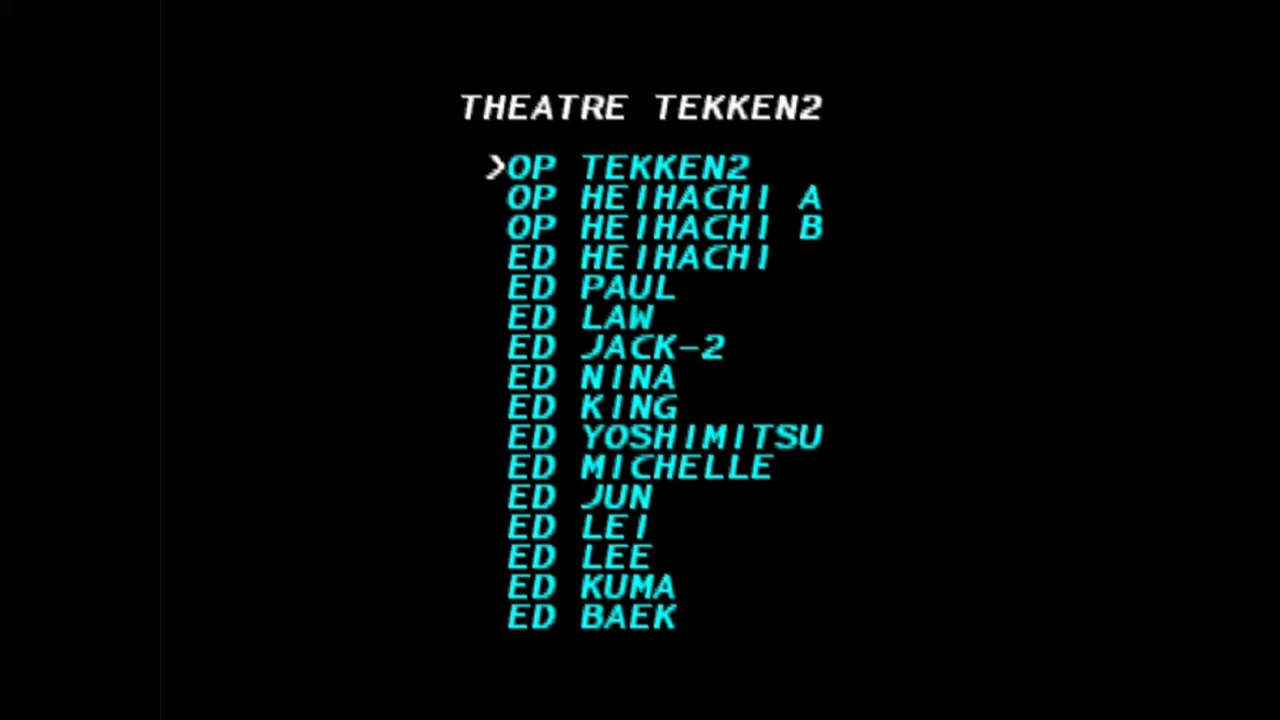 THEATRE TEKKEN2
>OP TEKKEN2
OP HEIHACHI A
OP HEIHACHI B
ED HEIHACHI
ED PAUL
ED LAW
ED JACK-2
ED NINA
ED KING
ED YOSHIMITSU
ED MICHELLE
ED JUN
ED LEI
ED LEE
ED KUMA
ED BAEK